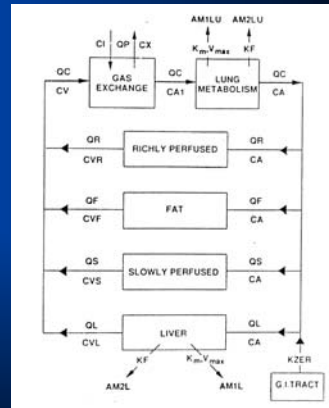 AM1LU AM2LU
CI QP CX Km,Vmax KF
QC QC QC
GAS EXCHANGE
LUNG METABOLISM
CV CA1 CA
QR QR
RICHLY PERFUSED
CVR CA
QF QF
FAT
CVF CA
QS QS
SLOWLY PERFUSED
CVS CA
QL QL
LIVER
CVL CA
KF Km,Vmax
KZER
AM2L AM1L
G.I.TRACT